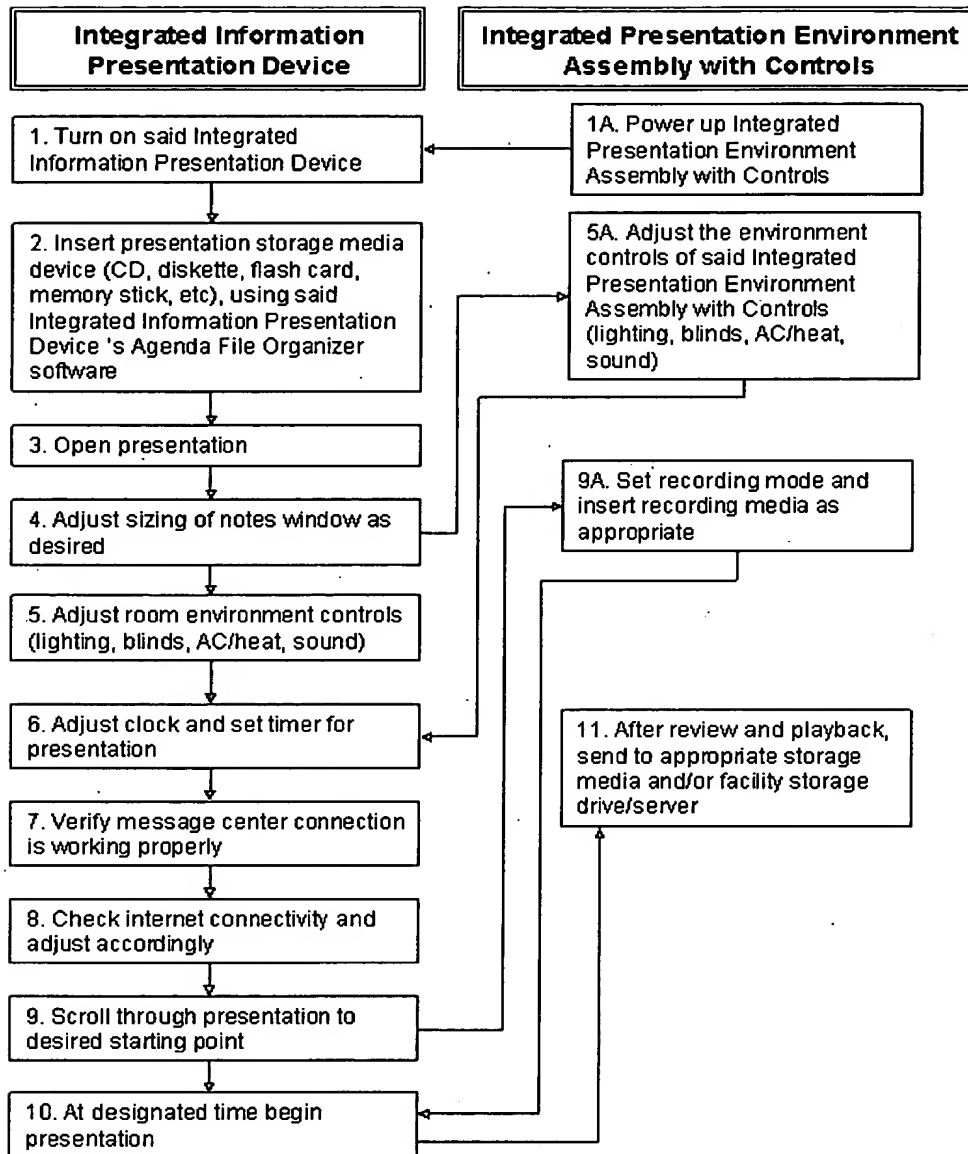 Integrated Information
Presentation Device
Integrated Presentation Environment
Assembly with Controls
1. Turn on said Integrated
Information Presentation Device
1A. Power up Integrated
Presentation Environment
Assembly with Controls
2. Insert presentation storage media
device (CD, diskette, flash card,
memory stick, etc), using said
Integrated Information Presentation
Device 's Agenda File Organizer
software
5A. Adjust the environment
controls of said Integrated
Presentation Environment
Assembly with Controls
(lighting, blinds, AC/heat,
sound)
3. Open presentation
4. Adjust sizing of notes window as
desired
9A. Set recording mode and
insert recording media as
appropriate
5. Adjust room environment controls
(lighting, blinds, AC/heat, sound)
6. Adjust clock and set timer for
presentation
11. After review and playback,
send to appropriate storage
media and/or facility storage
drive/server
7. Verify message center connection
is working properly
8. Check internet connectivity and
adjust accordingly
9. Scroll through presentation to
desired starting point
10. At designated time begin
presentation